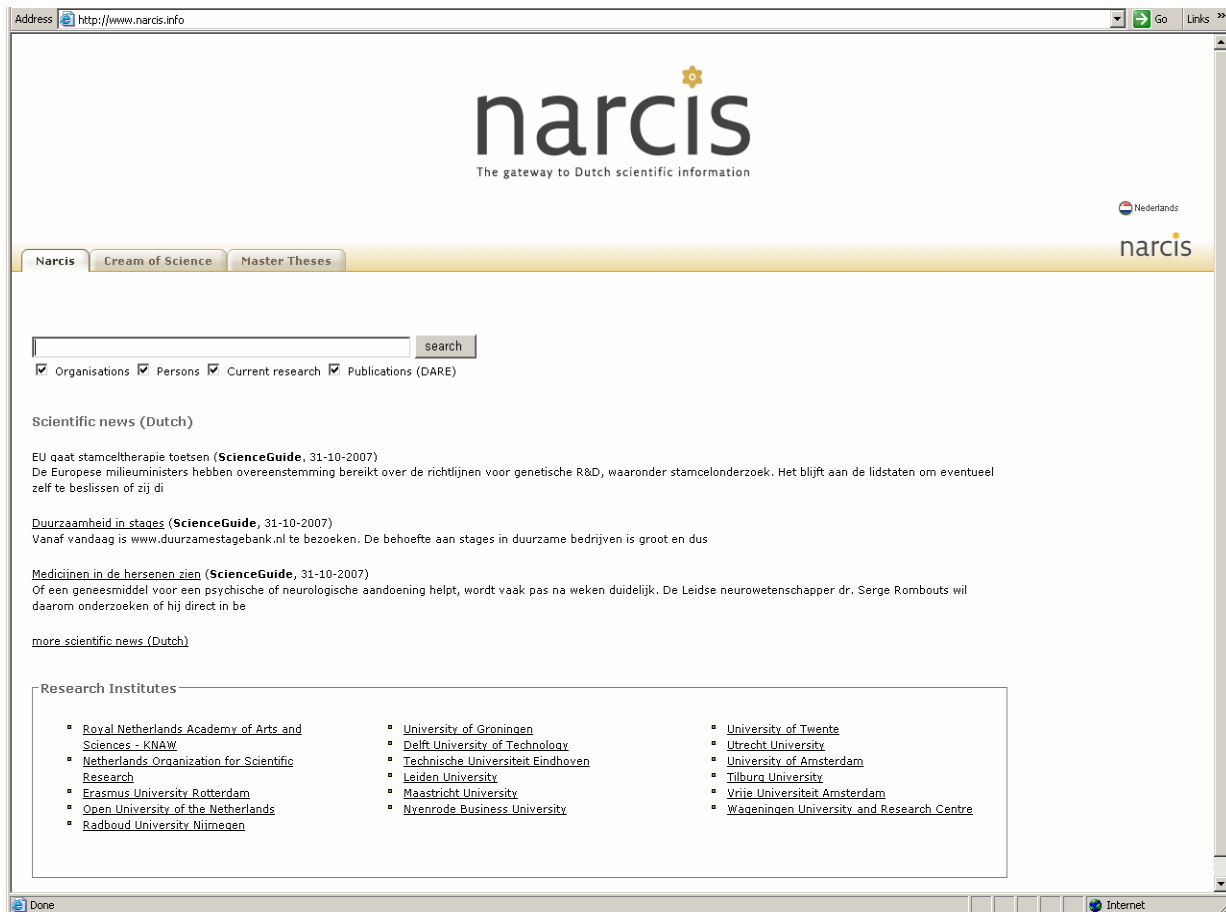 Address http://www.narcis.info Go Links »
narcis
The gateway to Dutch scientific information
Nederlands
narcis
Narcis Cream of Science Master Theses
search
Organisations Persons Current research Publications (DARE)
Scientific news (Dutch)
EU gaat stamceltherapie toetsen (ScienceGuide, 31-10-2007)
De Europese milieuministers hebben overeenstemming bereikt over de richtlijnen voor genetische R&D, waaronder stamcelonderzoek. Het blijft aan de lidstaten om eventueel
zelf te beslissen of zij di
Duurzaamheid in stages (ScienceGuide, 31-10-2007)
Vanaf vandaag is www.duurzamestagebank.nl te bezoeken. De behoefte aan stages in duurzame bedrijven is groot en dus
Medicijnen in de hersenen zien (ScienceGuide, 31-10-2007)
Of een geneesmiddel voor een psychische of neurologische aandoening helpt, wordt vaak pas na weken duidelijk. De Leidse neurowetenschapper dr. Serge Rombouts wil
daarom onderzoeken of hij direct in be
more scientific news (Dutch)
Research Institutes
Royal Netherlands Academy of Arts and
Sciences - KNAW
Netherlands Organization for Scientific
Research
Erasmus University Rotterdam
Open University of the Netherlands
Radboud University Nijmegen
University of Groningen
Delft University of Technology
Technische Universiteit Eindhoven
Leiden University
Maastricht University
Nyenrode Business University
University of Twente
Utrecht University
University of Amsterdam
Tilburg University
Vrije Universiteit Amsterdam
Wageningen University and Research Centre
Done Internet